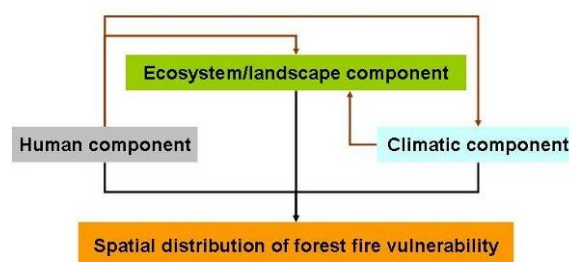 Ecosystem/landscape component
Human component
Climatic component
Spatial distribution of forest fire vulnerability